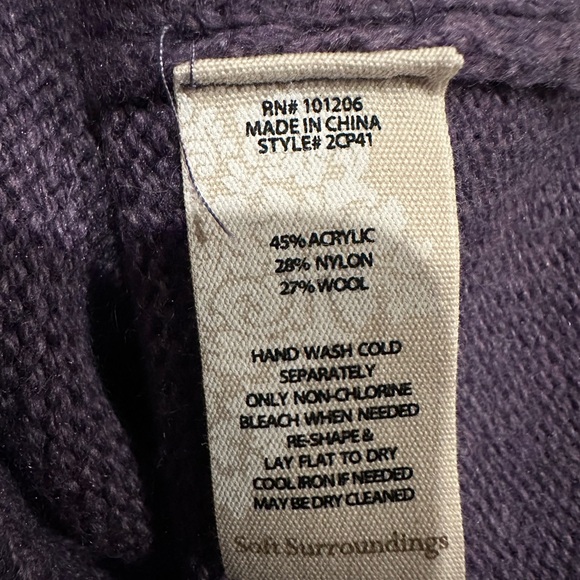 RN# 101206
MADE IN CHINA
STYLE# 2CP41
45% ACRYLIC
28% NYLON
27% WOOL
HAND WASH COLD
SEPARATELY
ONLY NON-CHLORINE
BLEACH WHEN NEEDED
RE-SHAPE &
LAY FLAT TO DRY
COOL IRON IF NEEDED
MAY BE DRY CLEANED
Soft Surroundings